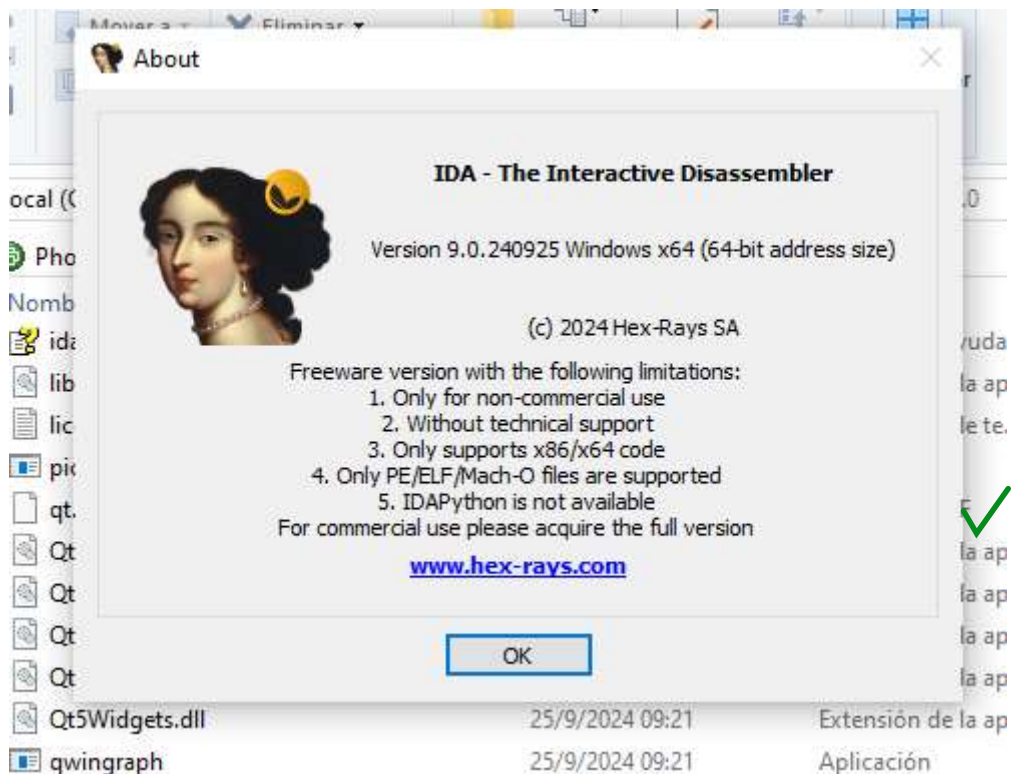 Mover a
Eliminar
About
IDA - The Interactive Disassembler
ocal (C
.0
Version 9.0.240925 Windows x64 (64-bit address size)
Pho
Nomb
(c) 2024 Hex-Rays SA
ida
yuda
Freeware version with the following limitations:
lib
la ap
1. Only for non-commercial use
lic
de te.
2. Without technical support
3. Only supports x86/x64 code
pic
4. Only PE/ELF/Mach-O files are supported
qt.
5. IDAPython is not available
For commercial use please acquire the full version
Qt
la ap
www.hex-rays.com
Qt
la ap
Qt
la ap
OK
Qt
la ap
Qt5Widgets.dll
25/9/2024 09:21
Extensión de la ap
qwingraph
25/9/2024 09:21
Aplicación